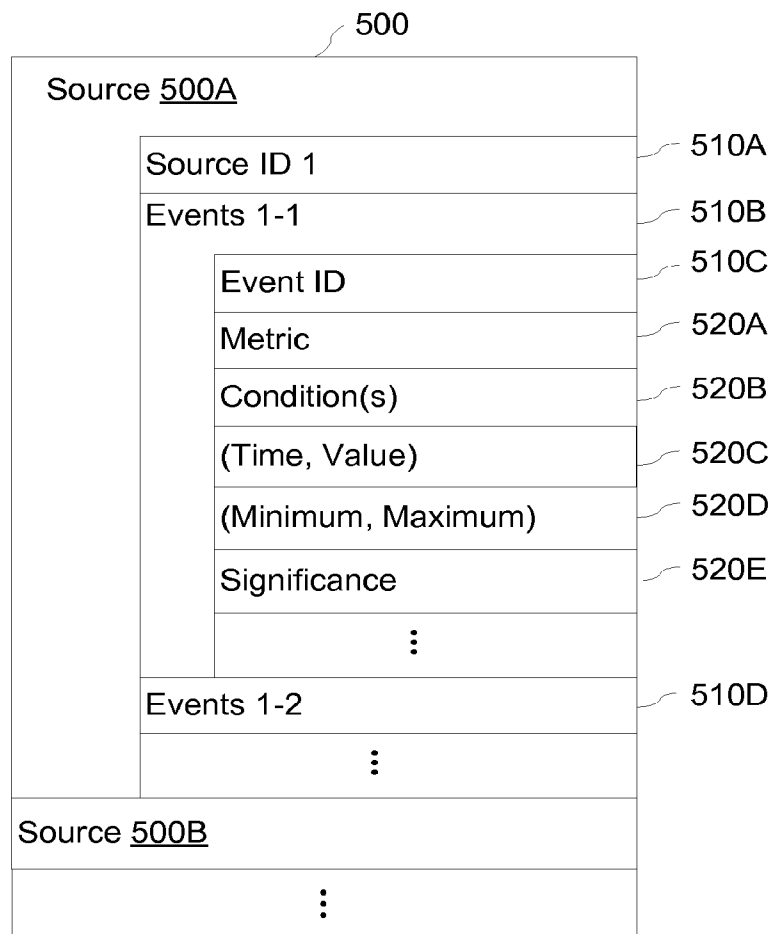 500
Source 500A
Source ID 1 510A
Events 1-1 510B
Event ID 510C
Metric 520A
Condition(s) 520B
(Time, Value) 520C
(Minimum, Maximum) 520D
Significance 520E
⋮
Events 1-2 510D
⋮
Source 500B
⋮